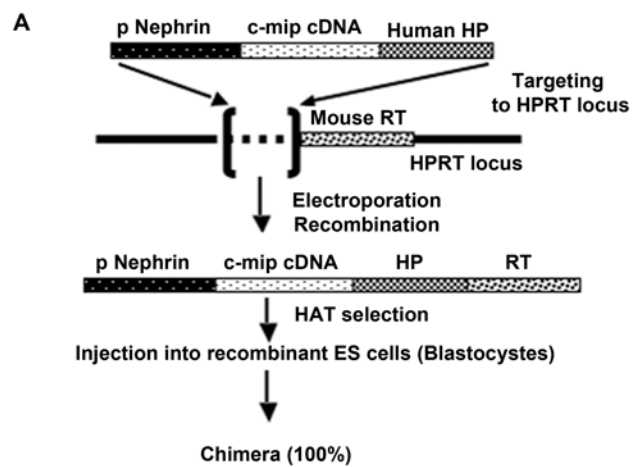 A
p Nephrin c-mip cDNA Human HP
Targeting
to HPRT locus
Mouse RT
HPRT locus
Electroporation
Recombination
p Nephrin c-mip cDNA HP RT
HAT selection
Injection into recombinant ES cells (Blastocystes)
Chimera (100%)